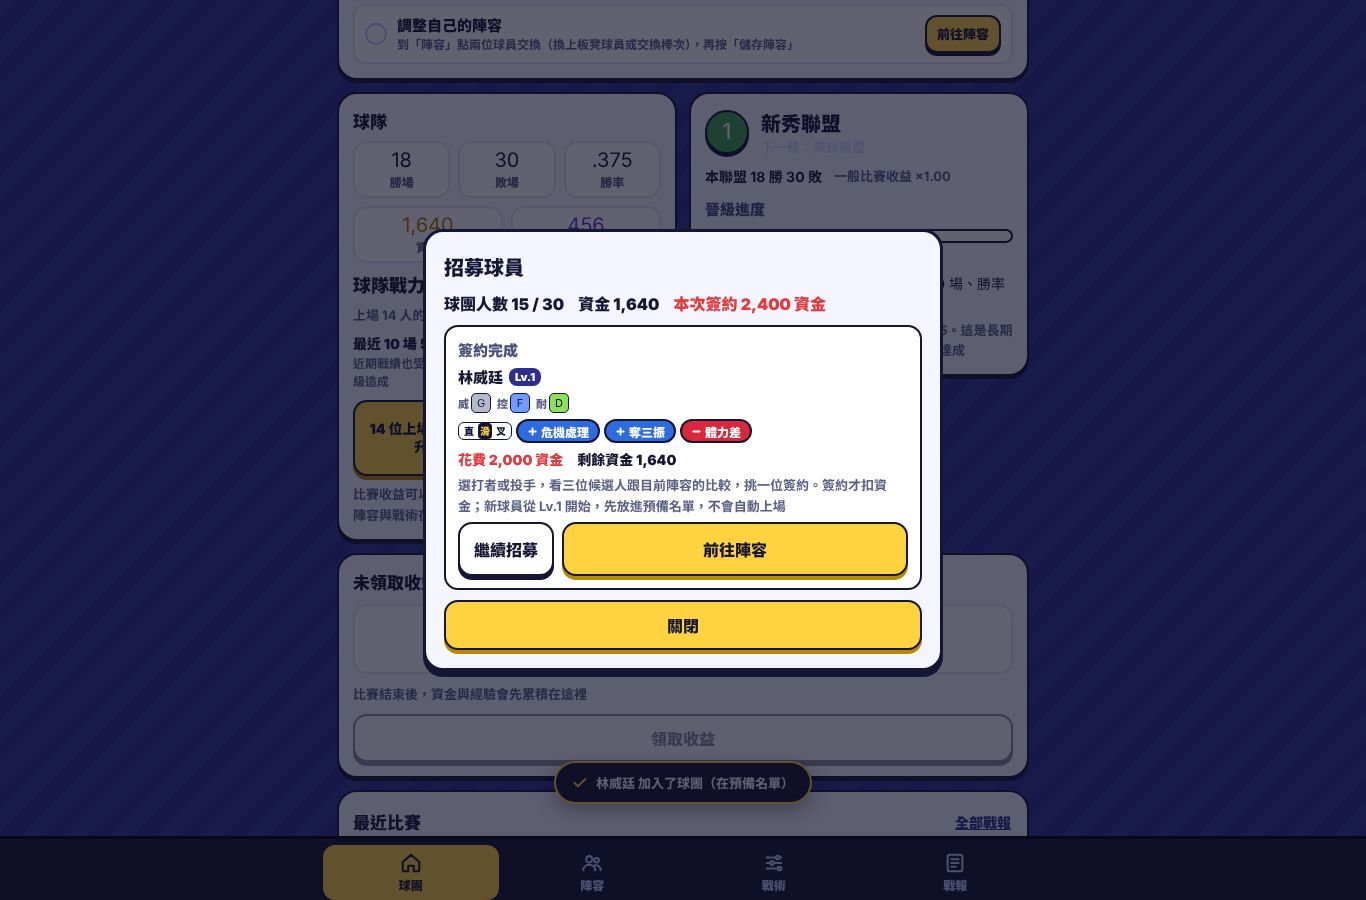 調整自己的陣容
到「陣容」點兩位球員交換（換上板凳球員或交換棒次），再按「儲存陣容」
前往陣容
球隊
18
勝場
30
敗場
.375
勝率
1,640
456
1
新秀聯盟
下一級：業餘聯盟
本聯盟 18 勝 30 敗 一般比賽收益 ×1.00
晉級進度
場、勝率
。這是長期
達成
球隊戰力
上場 14 人的
最近 10 場
近期戰績也受
級造成
14 位上場
升
比賽收益可以
陣容與戰術在
招募球員
球團人數 15 / 30 資金 1,640 本次簽約 2,400 資金
簽約完成
林威廷 Lv.1
威 G 控 F 耐 D
直 滑 叉 + 危機處理 + 奪三振 − 體力差
花費 2,000 資金 剩餘資金 1,640
選打者或投手，看三位候選人跟目前陣容的比較，挑一位簽約。簽約才扣資
金；新球員從 Lv.1 開始，先放進預備名單，不會自動上場
繼續招募
前往陣容
關閉
未領取收
比賽結束後，資金與經驗會先累積在這裡
領取收益
林威廷 加入了球團（在預備名單）
最近比賽
全部戰報
球團
陣容
戰術
戰報